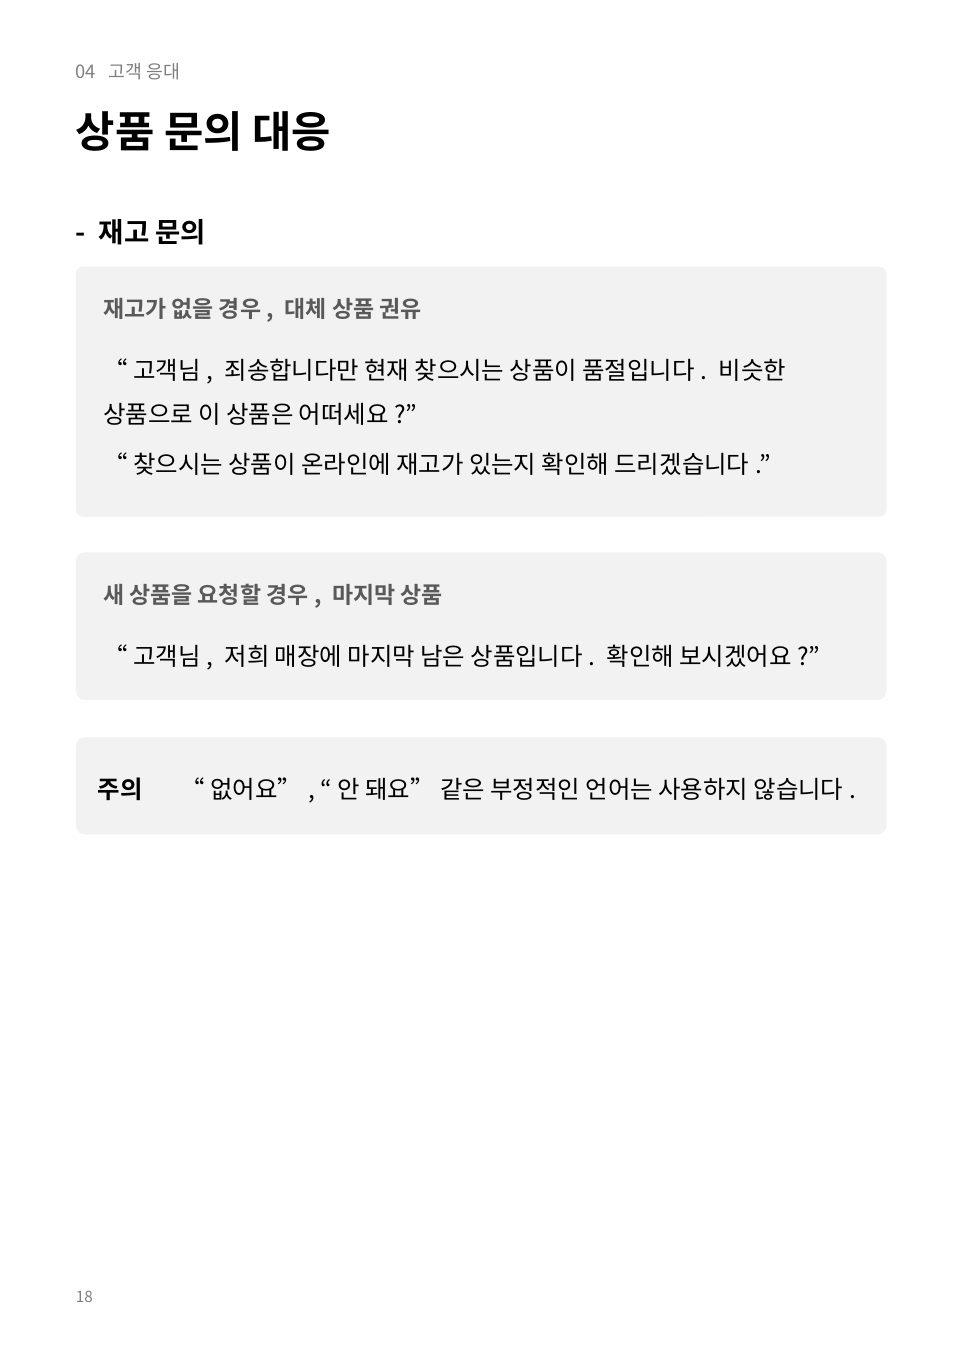 04 고객 응대
상품 문의 대응
- 재고 문의
재고가 없을 경우 , 대체 상품 권유
“ 고객님 , 죄송합니다만 현재 찾으시는 상품이 품절입니다 . 비슷한
상품으로 이 상품은 어떠세요 ?”
“ 찾으시는 상품이 온라인에 재고가 있는지 확인해 드리겠습니다 .”
새 상품을 요청할 경우 , 마지막 상품
“ 고객님 , 저희 매장에 마지막 남은 상품입니다 . 확인해 보시겠어요 ?”
주의 “ 없어요” , “ 안 돼요” 같은 부정적인 언어는 사용하지 않습니다 .
18